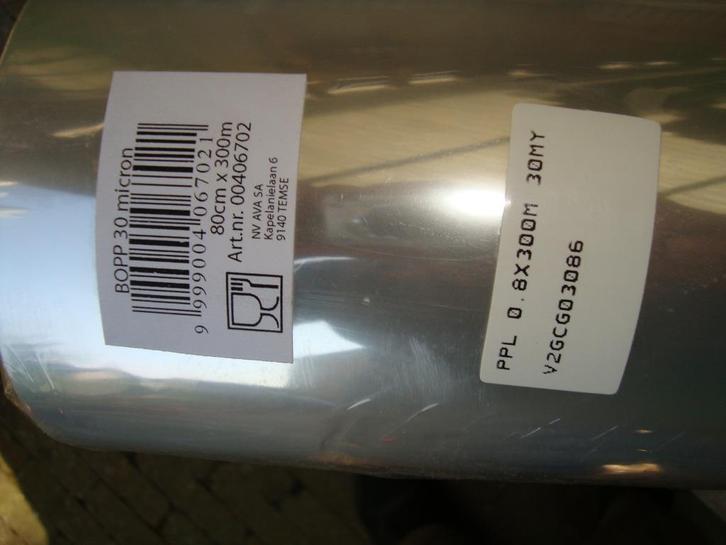 BOPP 30 micron
9 999004 067021
80cm x 300m
Art.nr. 00406702
NV AVA SA
Kapelanielaan 6
9140 TEMSE
PPL 0.8X300M 30MY
V2GCG03086